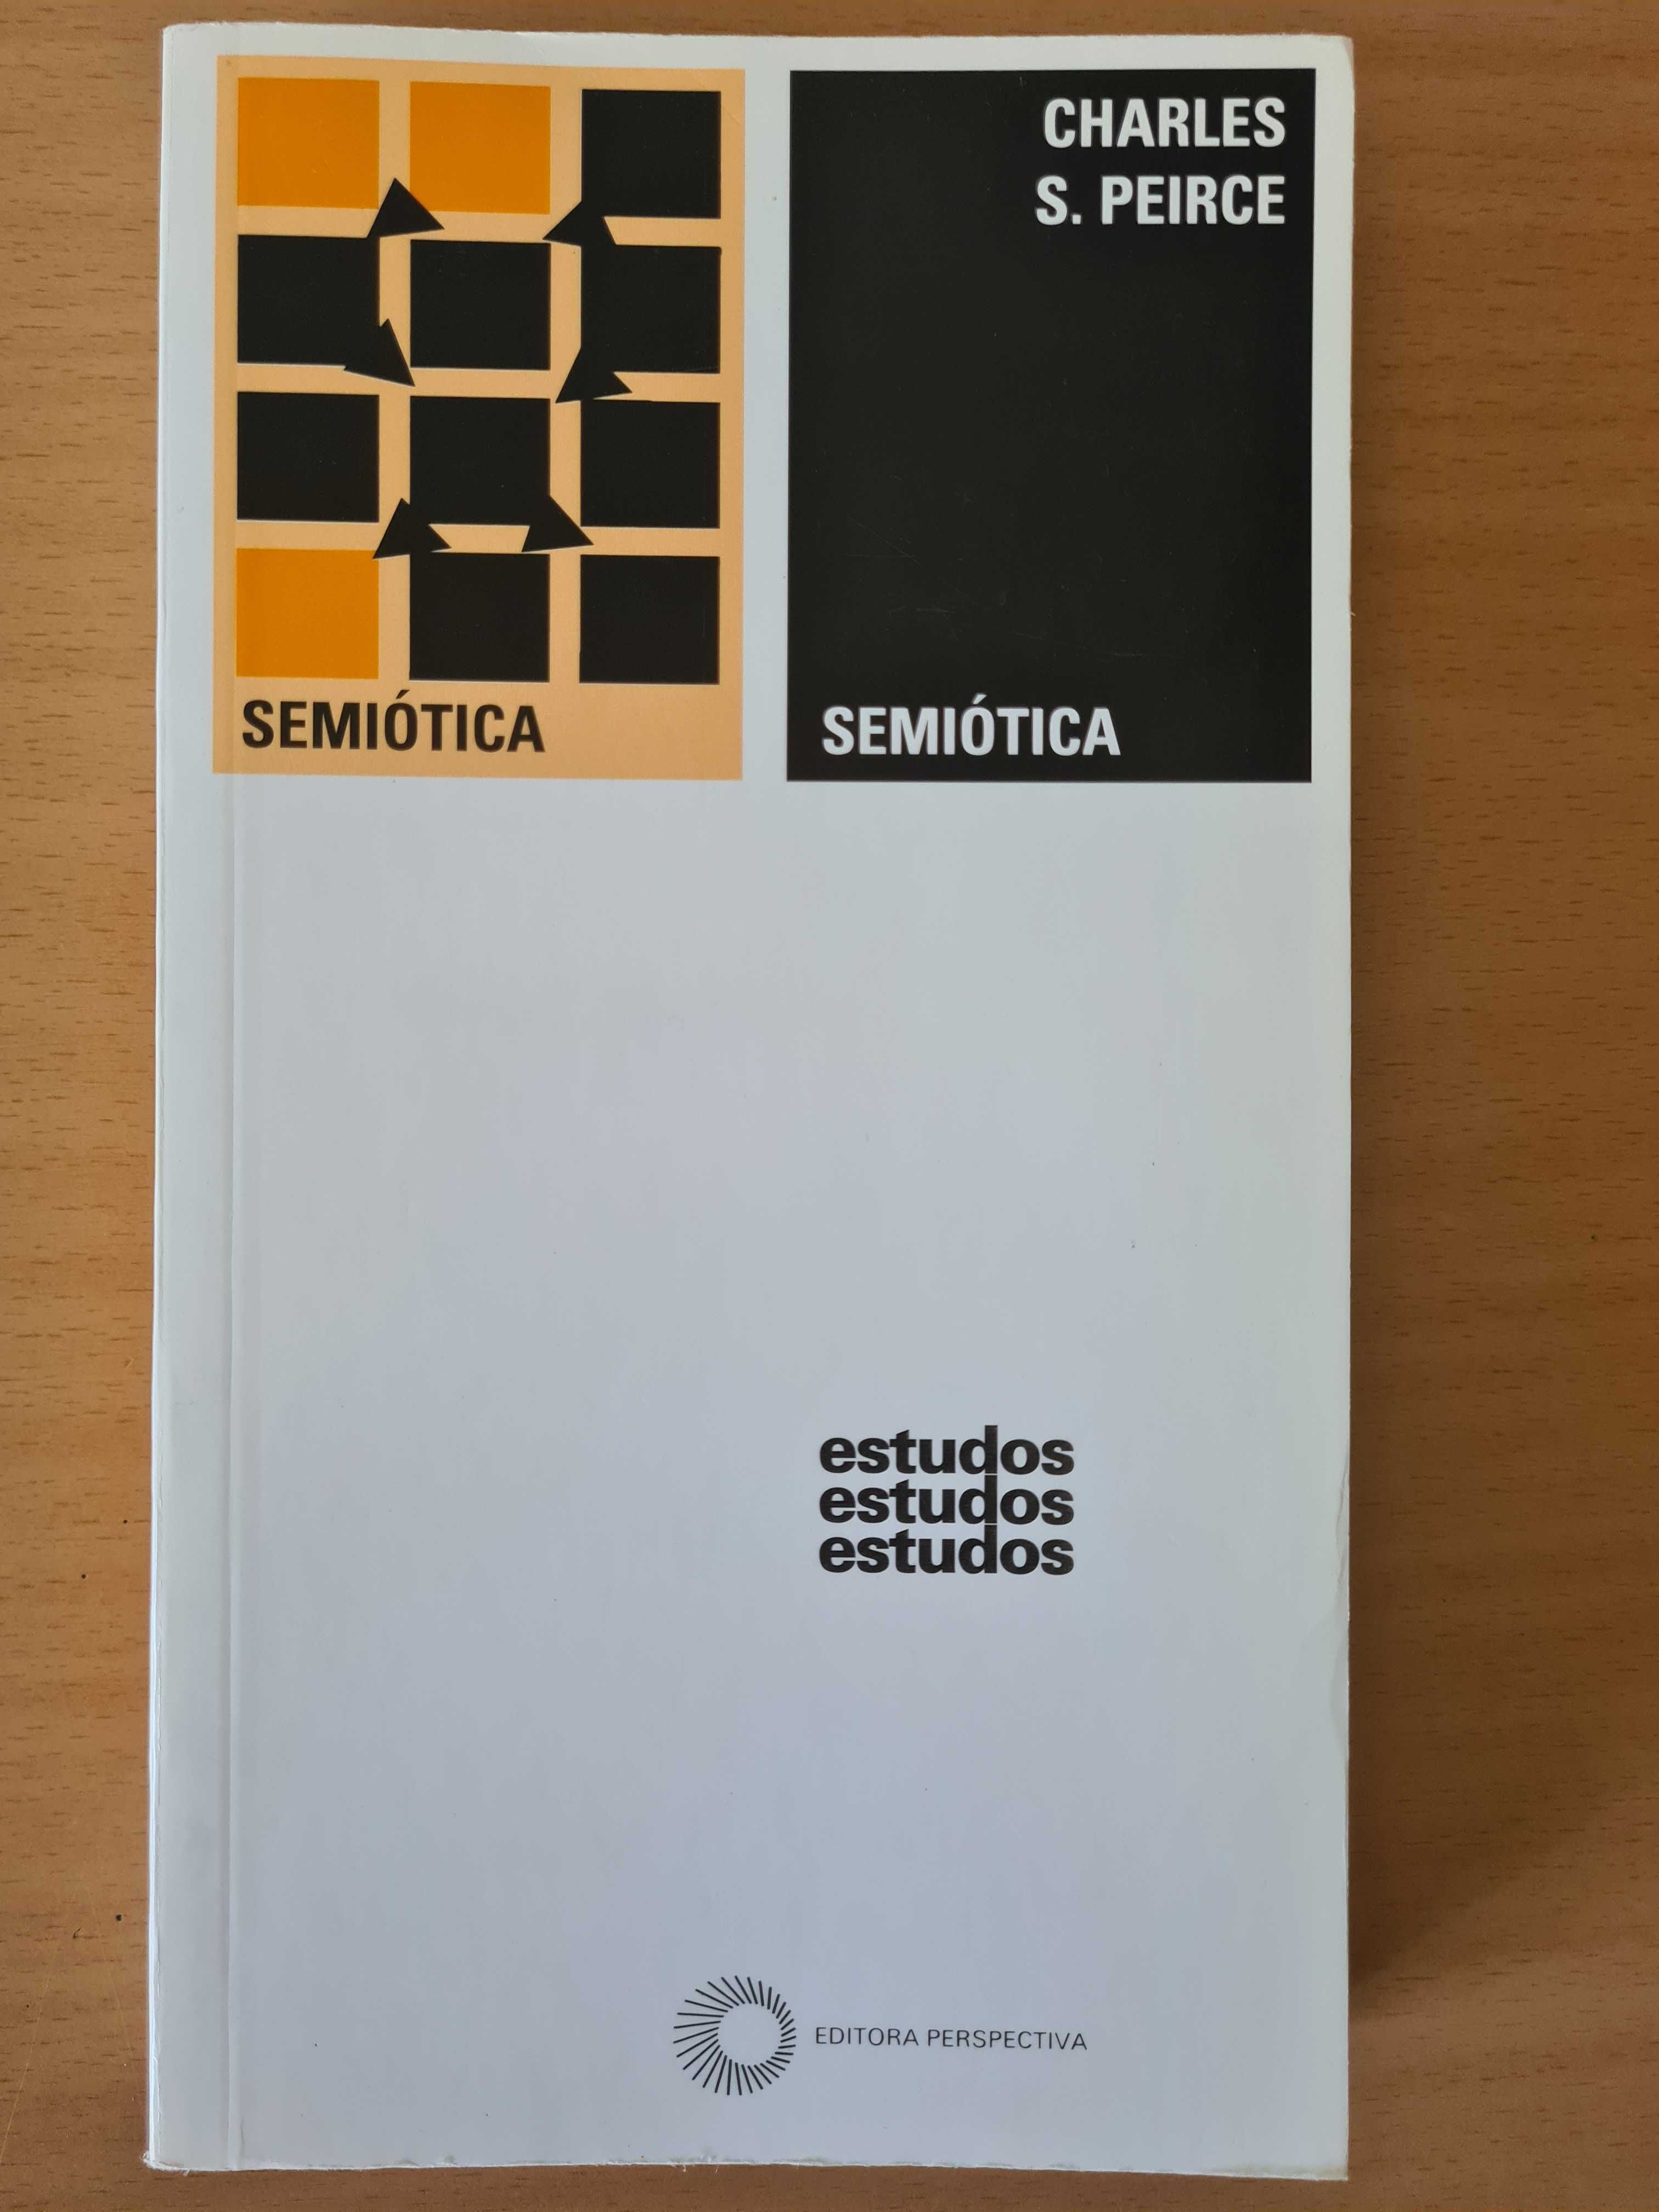 CHARLES
S. PEIRCE
SEMIÓTICA
SEMIÓTICA
estudos
estudos
estudos
EDITORA PERSPECTIVA